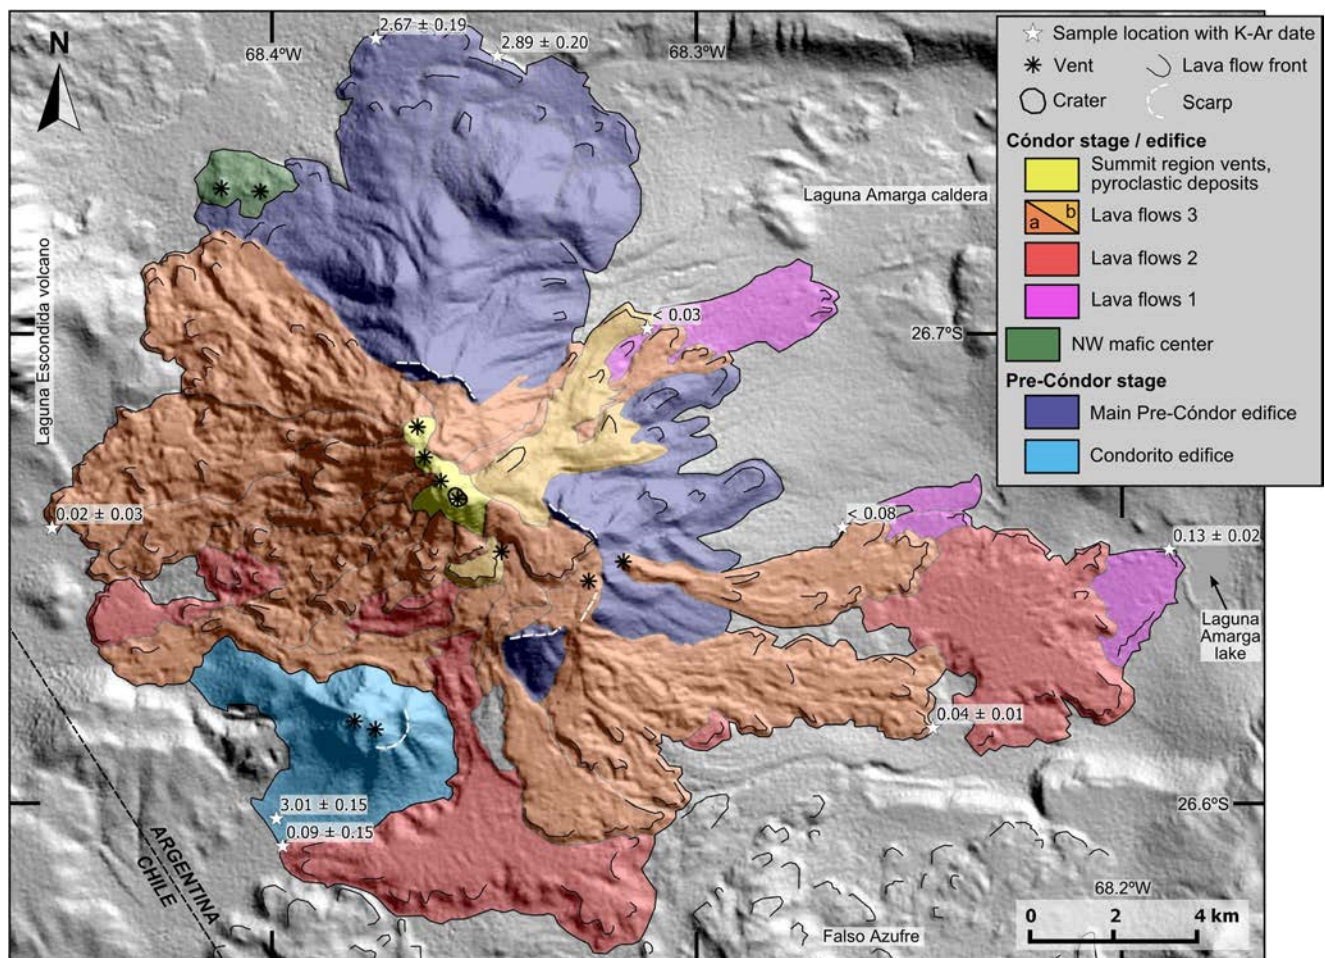 2.67 ± 0.19
68.4ºW
2.89 ± 0.20
68.3ºW
N
Sample location with K-Ar date
Vent
Lava flow front
Crater
Scarp
Cóndor stage / edifice
Summit region vents,
pyroclastic deposits
a
b
Lava flows 3
Lava flows 2
Lava flows 1
NW mafic center
Pre-Cóndor stage
Main Pre-Cóndor edifice
Condorito edifice
Laguna Amarga caldera
Laguna Escondida volcano
< 0.03
26.7ºS
0.02 ± 0.03
< 0.08
0.13 ± 0.02
Laguna
Amarga
lake
0.04 ± 0.01
3.01 ± 0.15
0.09 ± 0.15
26.6ºS
ARGENTINA
CHILE
68.2ºW
0 2 4 km
Falso Azufre